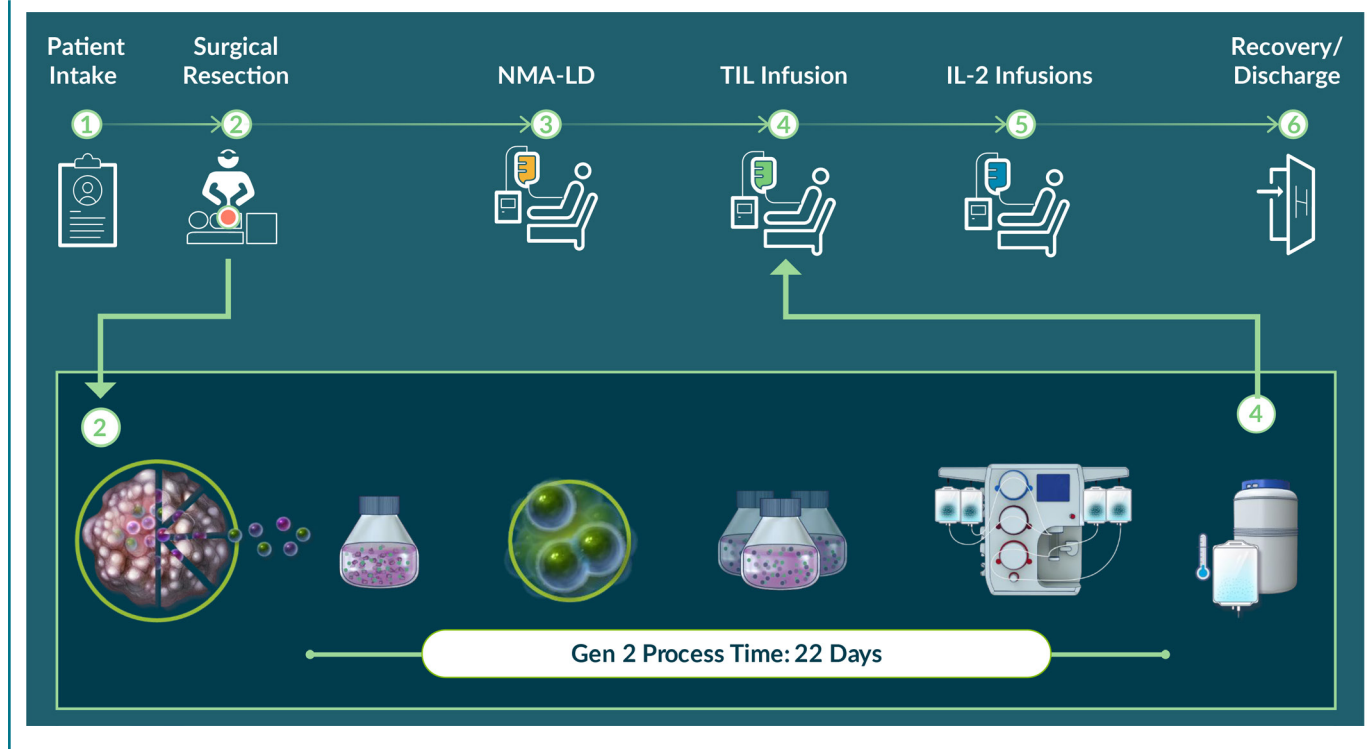 Patient
Intake
Surgical
Resection
NMA-LD
TIL Infusion
IL-2 Infusions
Recovery/
Discharge
1
2
3
4
5
6
H
2
4
Gen 2 Process Time: 22 Days